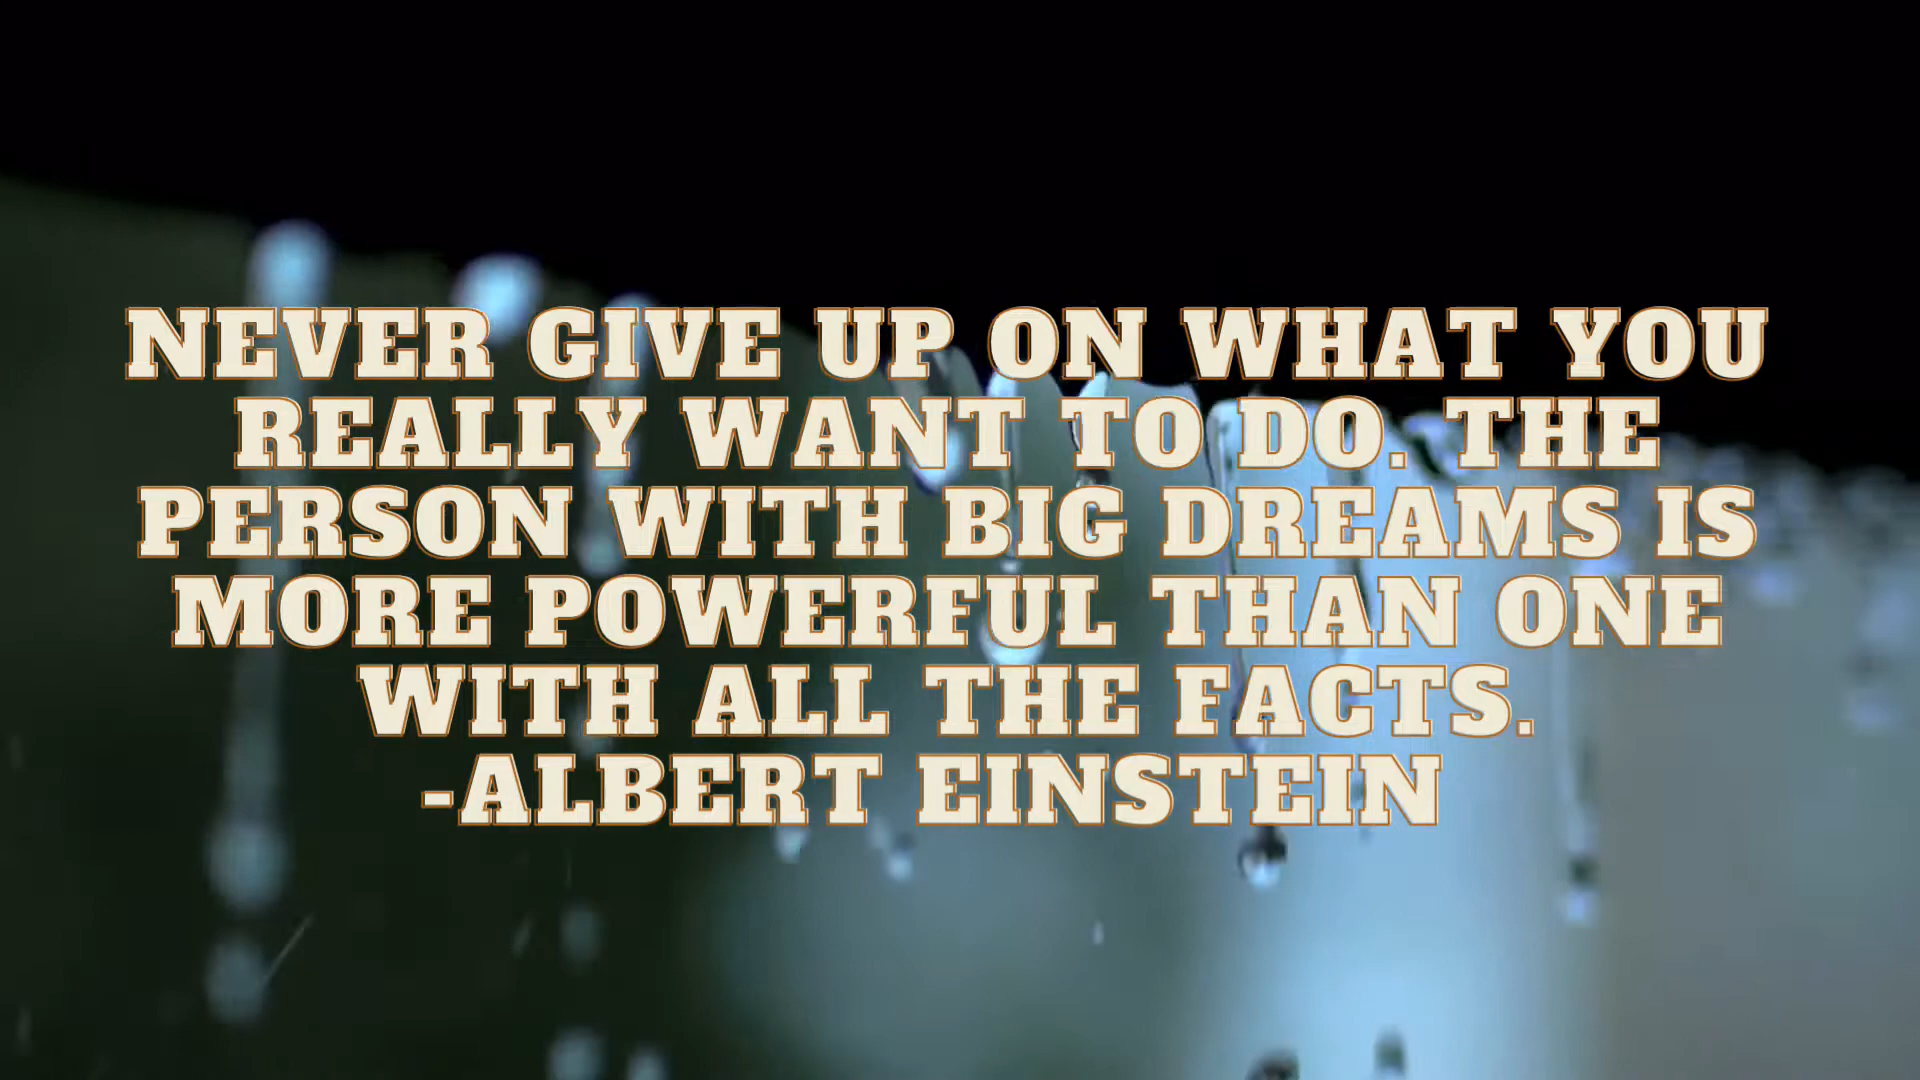 NEVER GIVE UP ON WHAT YOU
REALLY WANT TO DO. THE
PERSON WITH BIG DREAMS IS
MORE POWERFUL THAN ONE
WITH ALL THE FACTS.
-ALBERT EINSTEIN